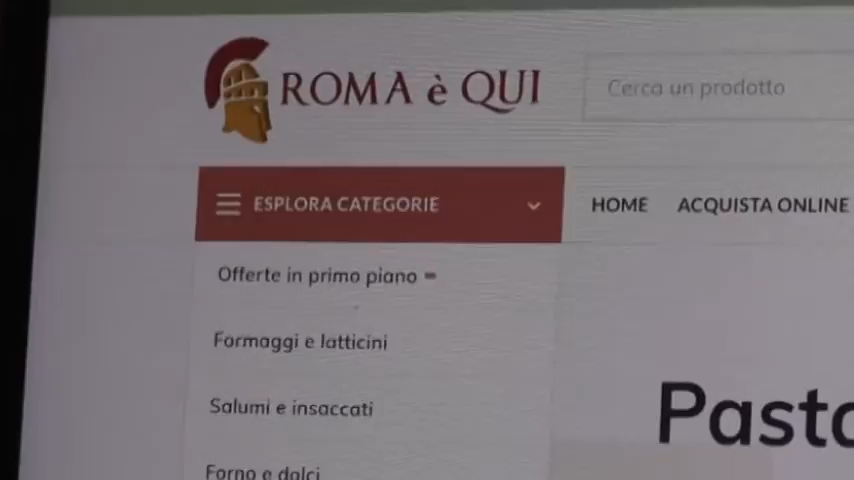 ROMA è QUI
Cerca un prodotto
ESPLORA CATEGORIE
HOME
ACQUISTA ONLINE
Offerte in primo piano
Formaggi e latticini
Salumi e insaccati
Forno e dolci
Pasta